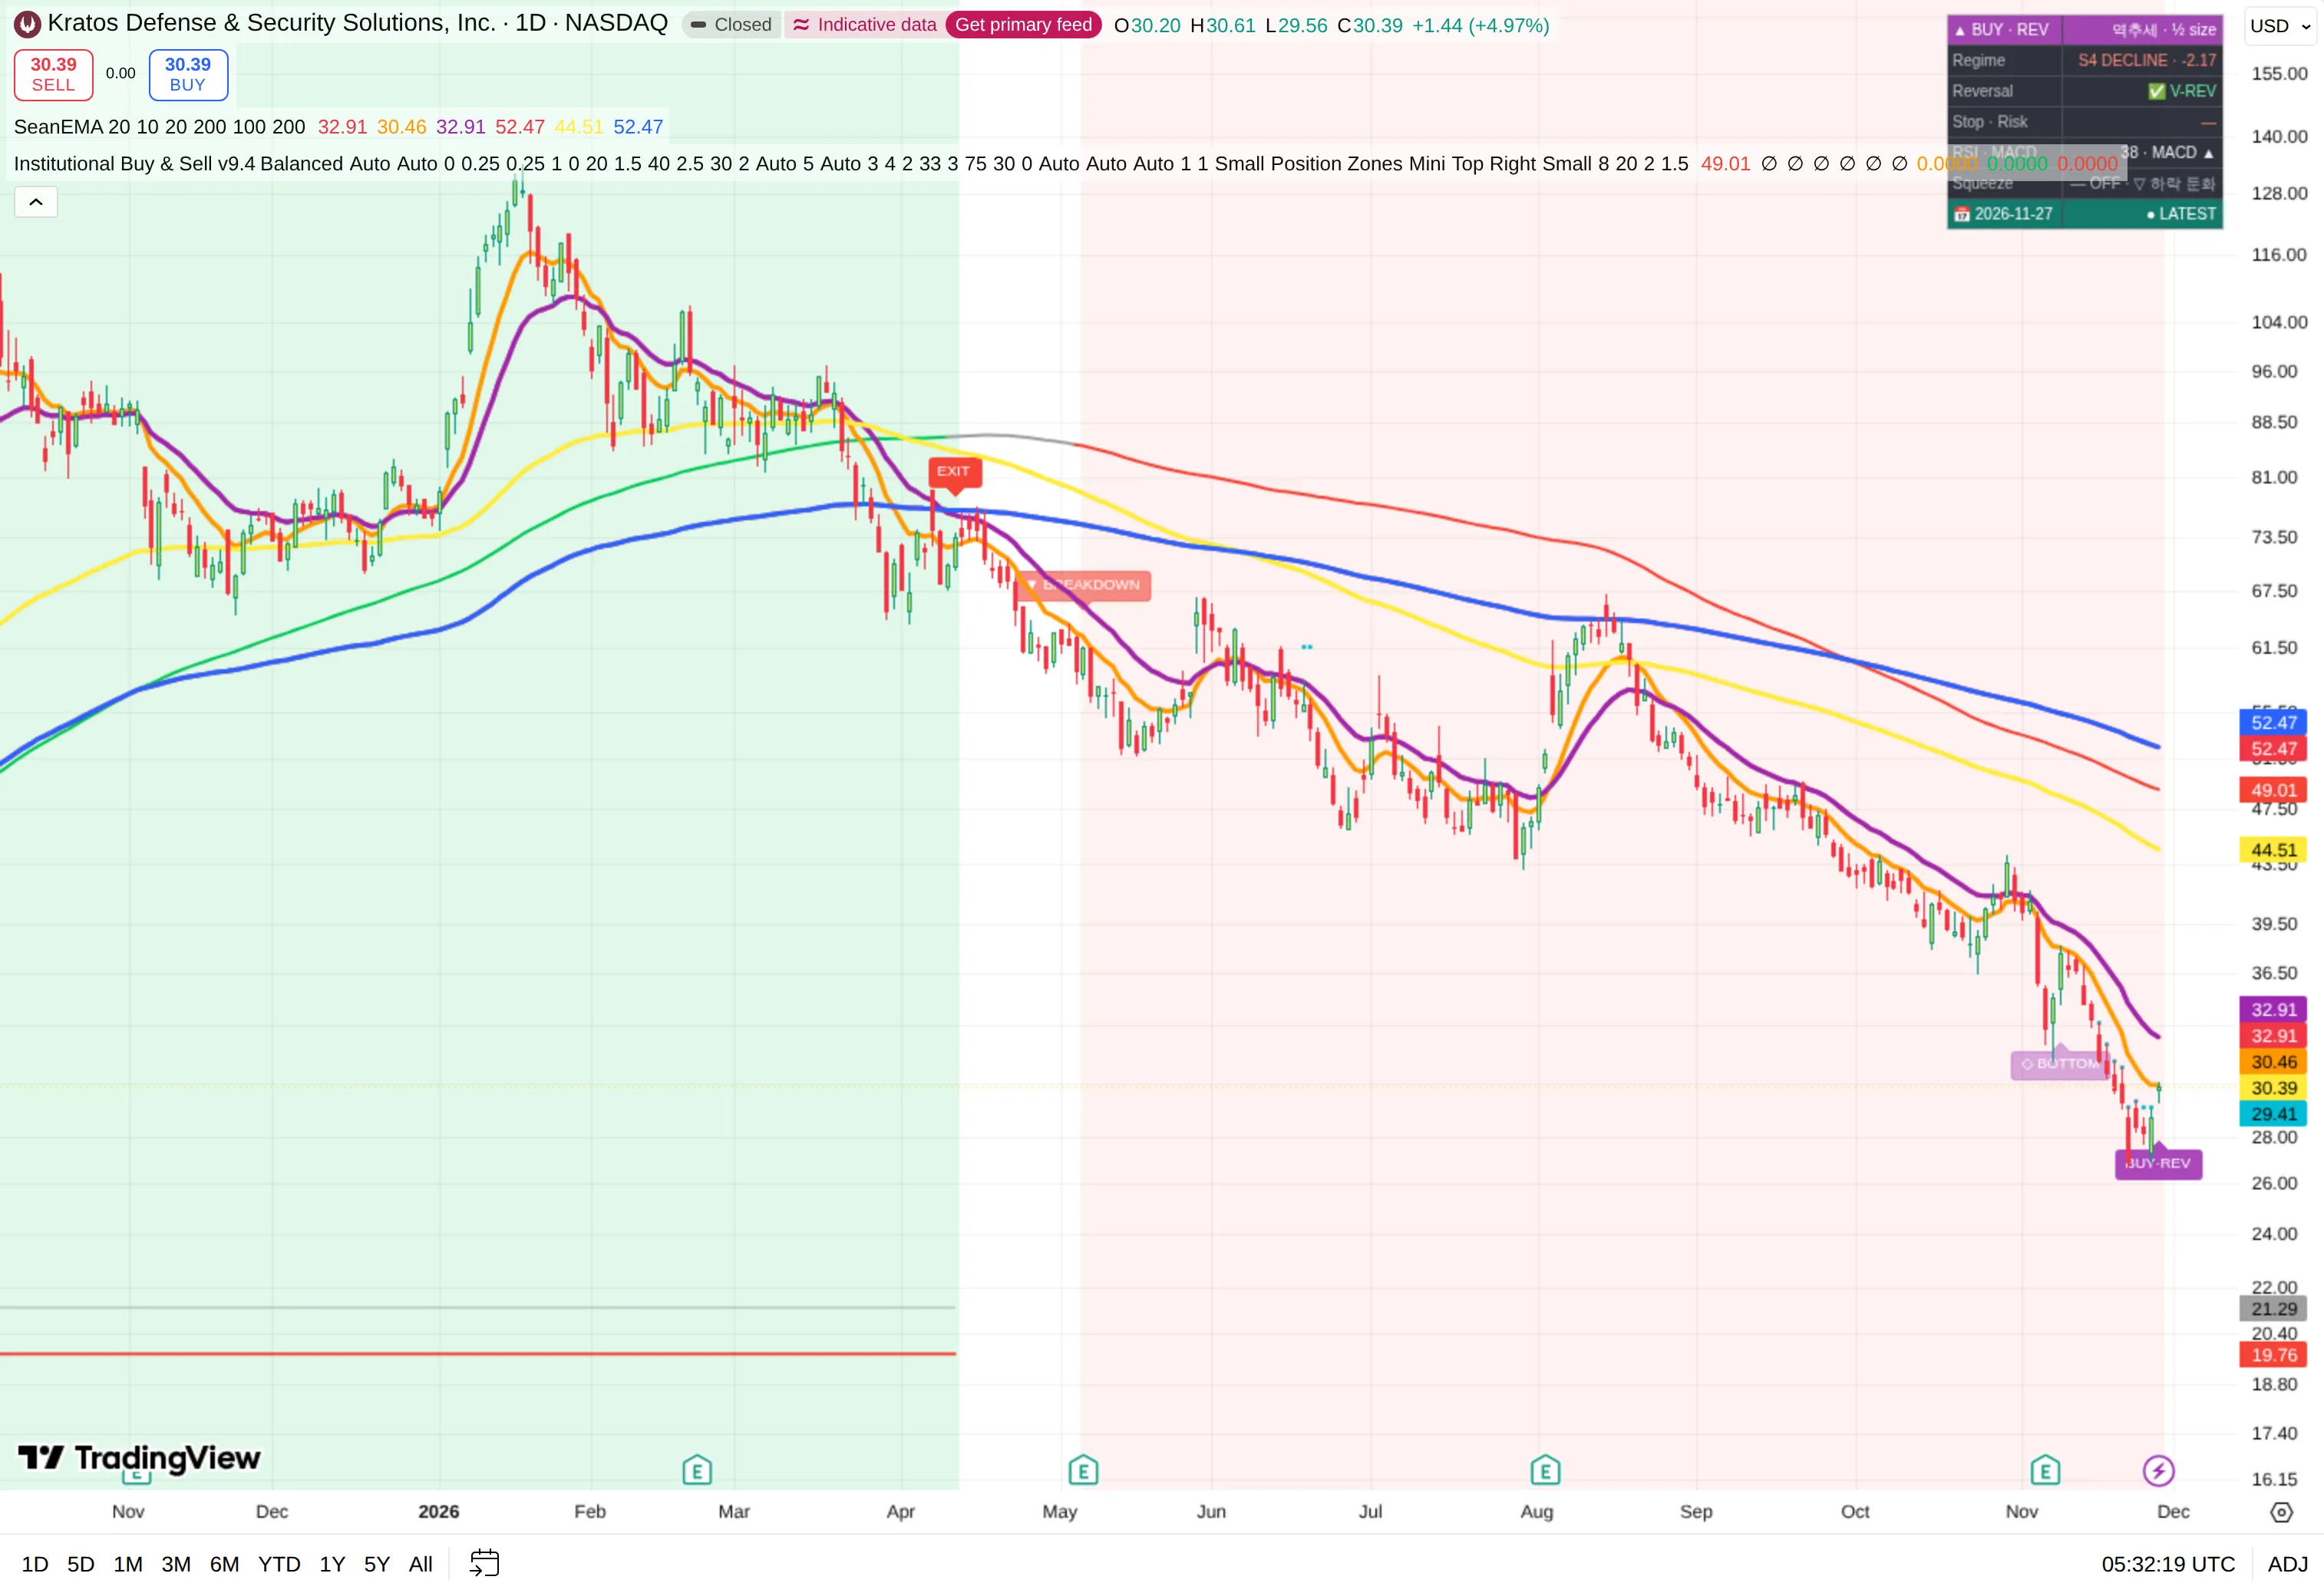 Kratos Defense & Security Solutions, Inc. · 1D · NASDAQ Closed Indicative data Get primary feed O30.20 H30.61 L29.56 C30.39 +1.44 (+4.97%)
30.39 SELL 0.00 30.39 BUY
SeanEMA 20 10 20 200 100 200 32.91 30.46 32.91 52.47 44.51 52.47
Institutional Buy & Sell v9.4 Balanced Auto Auto 0 0.25 0.25 1 0 20 1.5 40 2.5 30 2 Auto 5 Auto 3 4 2 33 3 75 30 0 Auto Auto Auto 1 1 Small Position Zones Mini Top Right Small 8 20 2 1.5 49.01 ∅ ∅ ∅ ∅ ∅ ∅ 0.0000 0.0000 0.0000
▲ BUY · REV 역추세 · ½ size
Regime S4 DECLINE · -2.17
Reversal ✅ V-REV
Stop · Risk —
RSI · MACD 38 · MACD ▲
Squeeze — OFF · ▽ 하락 둔화
📅 2026-11-27 ● LATEST
USD
155.00
140.00
128.00
116.00
104.00
96.00
88.50
81.00
73.50
67.50
61.50
52.47
52.47
49.01
47.50
44.51
43.50
39.50
36.50
32.91
32.91
30.46
30.39
29.41
28.00
26.00
24.00
22.00
21.29
20.40
19.76
18.80
17.40
16.15
EXIT
▼ BREAKDOWN
◇ BOTTOM
BUY·REV
TradingView
E
E
E
E
E
Nov Dec 2026 Feb Mar Apr May Jun Jul Aug Sep Oct Nov Dec
1D 5D 1M 3M 6M YTD 1Y 5Y All 05:32:19 UTC ADJ